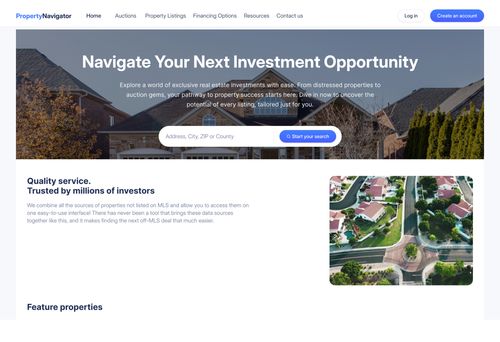 PropertyNavigator Home Auctions Property Listings Financing Options Resources Contact us Log in Create an account
Navigate Your Next Investment Opportunity
Explore a world of exclusive real estate investments with ease. From distressed properties to
auction gems, your pathway to property success starts here. Dive in now to uncover the
potential of every listing, tailored just for you.
Address, City, ZIP or County Start your search
Quality service.
Trusted by millions of investors
We combine all the sources of properties not listed on MLS and allow you to access them on
one easy-to-use interface! There has never been a tool that brings these data sources
together like this, and it makes finding the next off-MLS deal that much easier.
Feature properties